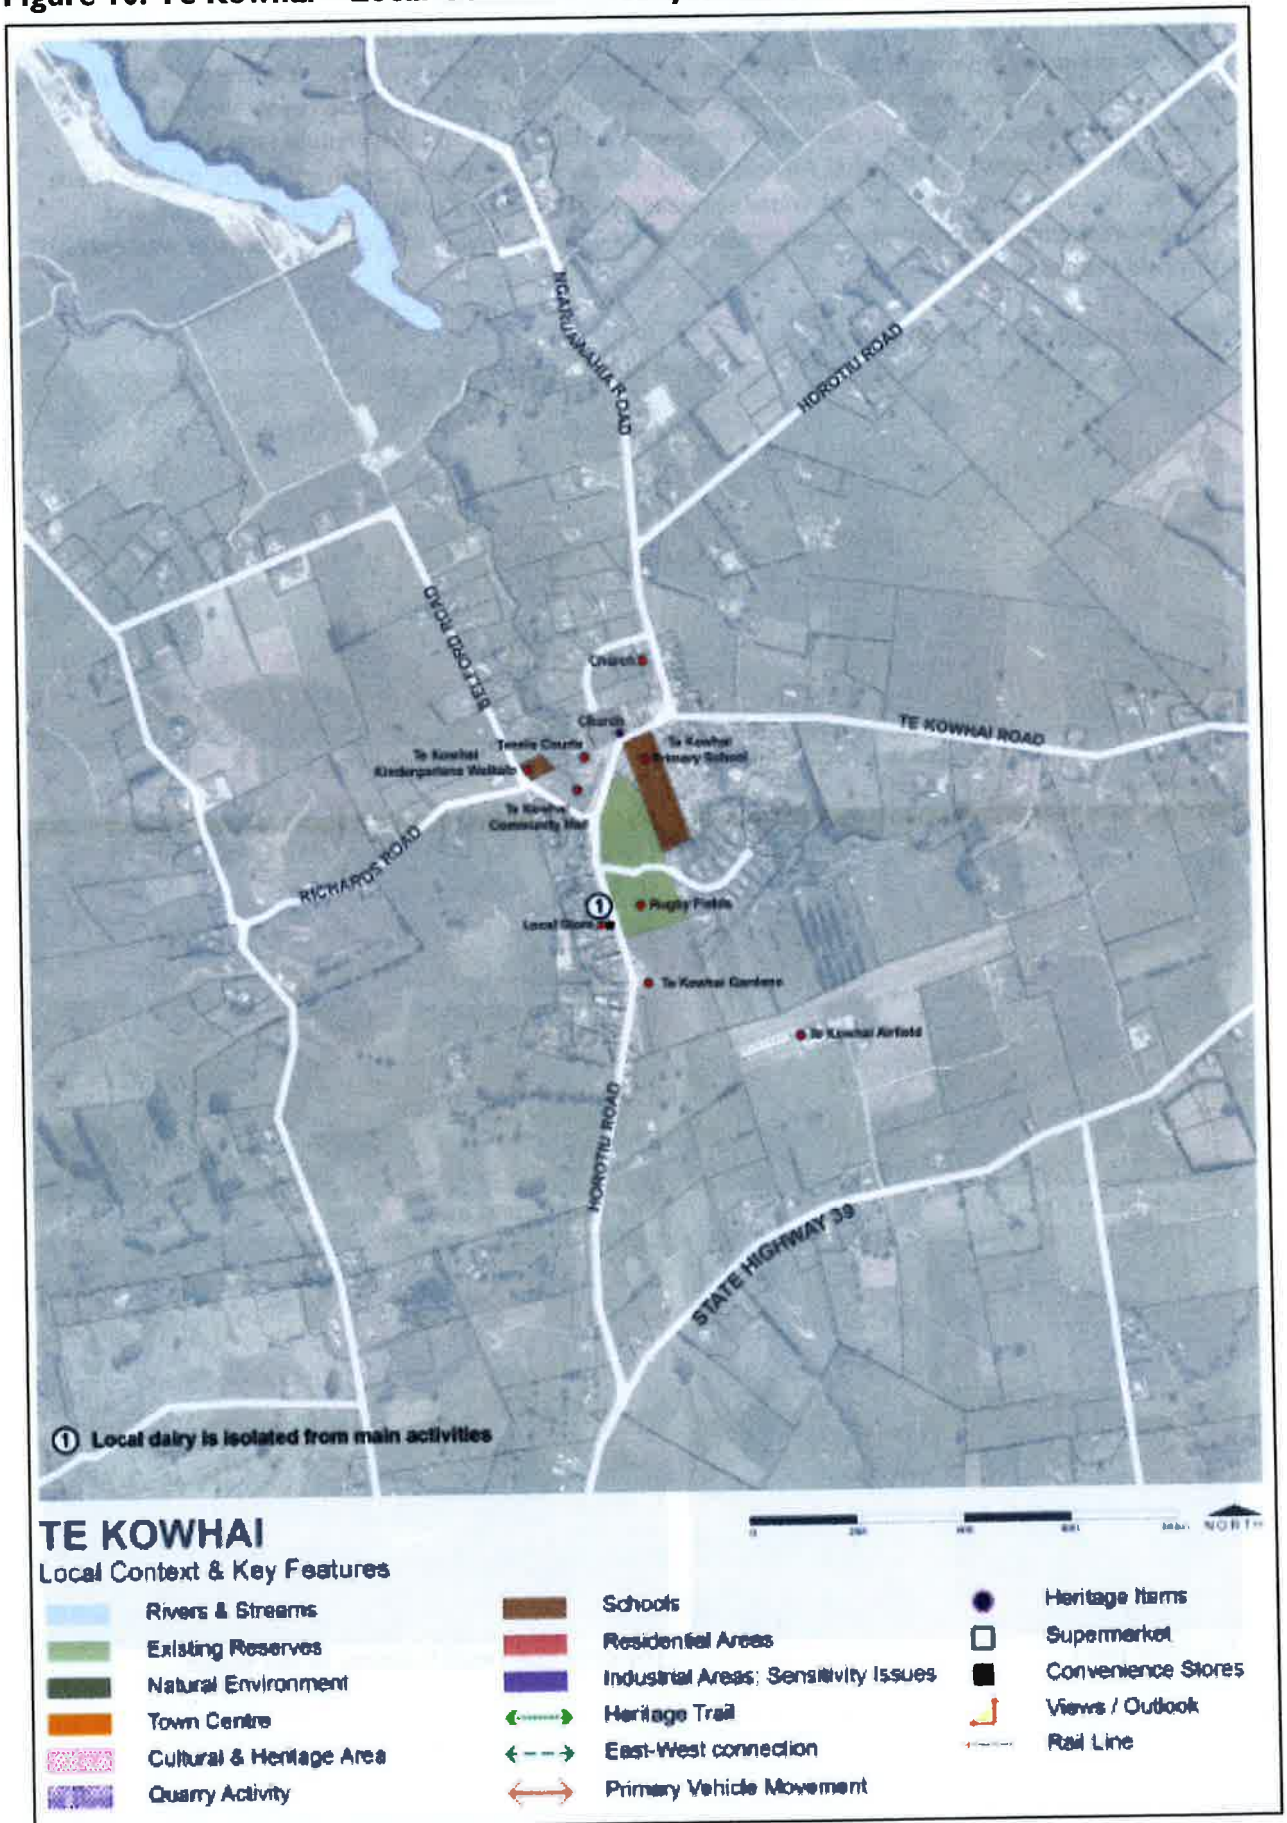 NGARUAWAHIA ROAD
HOROTIU ROAD
BELFORD ROAD
Church
Church
TE KOWHAI ROAD
Tennis Courts
Te Kowhai
Primary School
Te Kowhai
Kindergartens Waikato
Te Kowhai
Community Hall
RICHARDS ROAD
1
Rugby Fields
Local Store
Te Kowhai Gardens
Te Kowhai Airfield
HOROTIU ROAD
STATE HIGHWAY 39
1 Local dairy is isolated from main activities
TE KOWHAI
Local Context & Key Features
0
NORTH
Rivers & Streams
Existing Reserves
Natural Environment
Town Centre
Cultural & Heritage Area
Quarry Activity
Schools
Residential Areas
Industrial Areas; Sensitivity Issues
Heritage Trail
East-West connection
Primary Vehicle Movement
Heritage Items
Supermarket
Convenience Stores
Views / Outlook
Rail Line